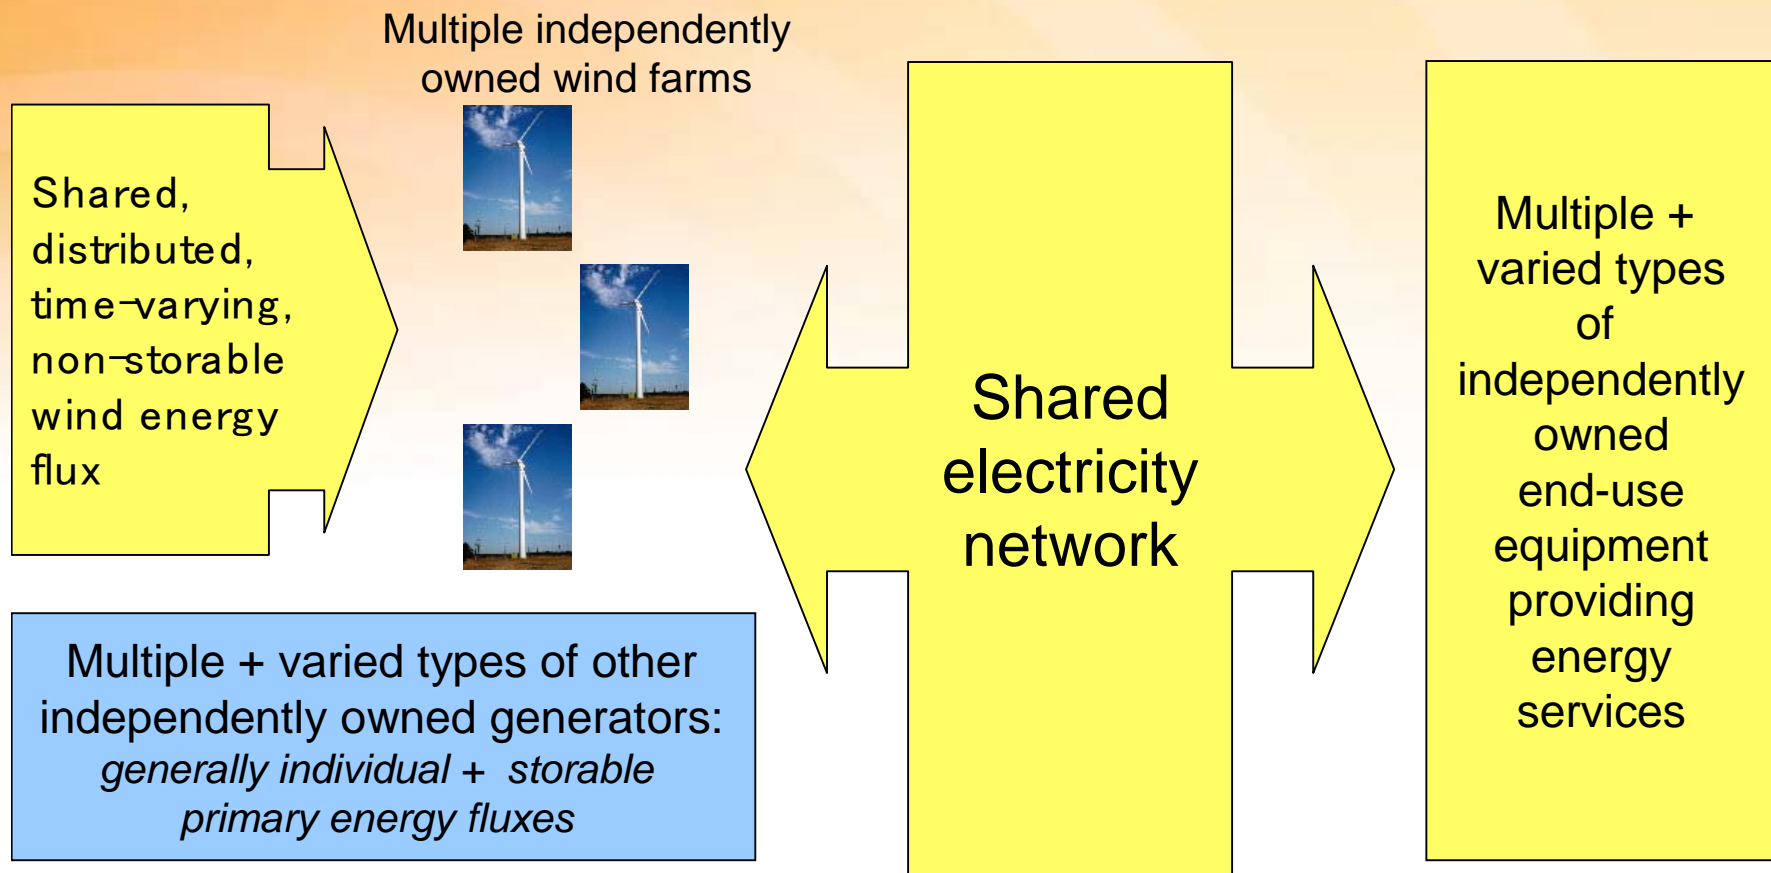 Multiple independently
owned wind farms
Shared,
distributed,
time-varying,
non-storable
wind energy
flux
Multiple + varied types of other
independently owned generators:
generally individual + storable
primary energy fluxes
Shared
electricity
network
Multiple +
varied types
of
independently
owned
end-use
equipment
providing
energy
services